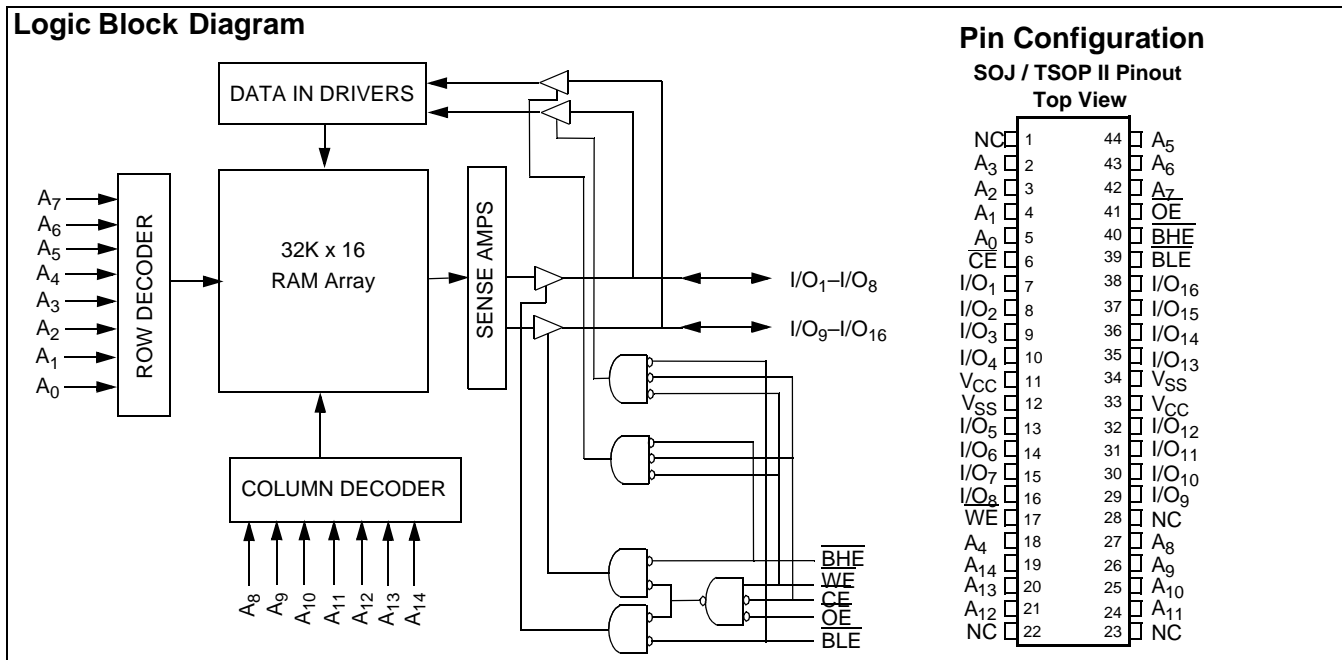 Logic Block Diagram
DATA IN DRIVERS
A7
A6
A5
A4
A3
A2
A1
A0
ROW DECODER
32K x 16
RAM Array
SENSE AMPS
I/O1–I/O8
I/O9–I/O16
COLUMN DECODER
A8
A9
A10
A11
A12
A13
A14
BHE
WE
CE
OE
BLE
Pin Configuration
SOJ / TSOP II Pinout
Top View
NC 1 44 A5
A3 2 43 A6
A2 3 42 A7
A1 4 41 OE
A0 5 40 BHE
CE 6 39 BLE
I/O1 7 38 I/O16
I/O2 8 37 I/O15
I/O3 9 36 I/O14
I/O4 10 35 I/O13
VCC 11 34 VSS
VSS 12 33 VCC
I/O5 13 32 I/O12
I/O6 14 31 I/O11
I/O7 15 30 I/O10
I/O8 16 29 I/O9
WE 17 28 NC
A4 18 27 A8
A14 19 26 A9
A13 20 25 A10
A12 21 24 A11
NC 22 23 NC